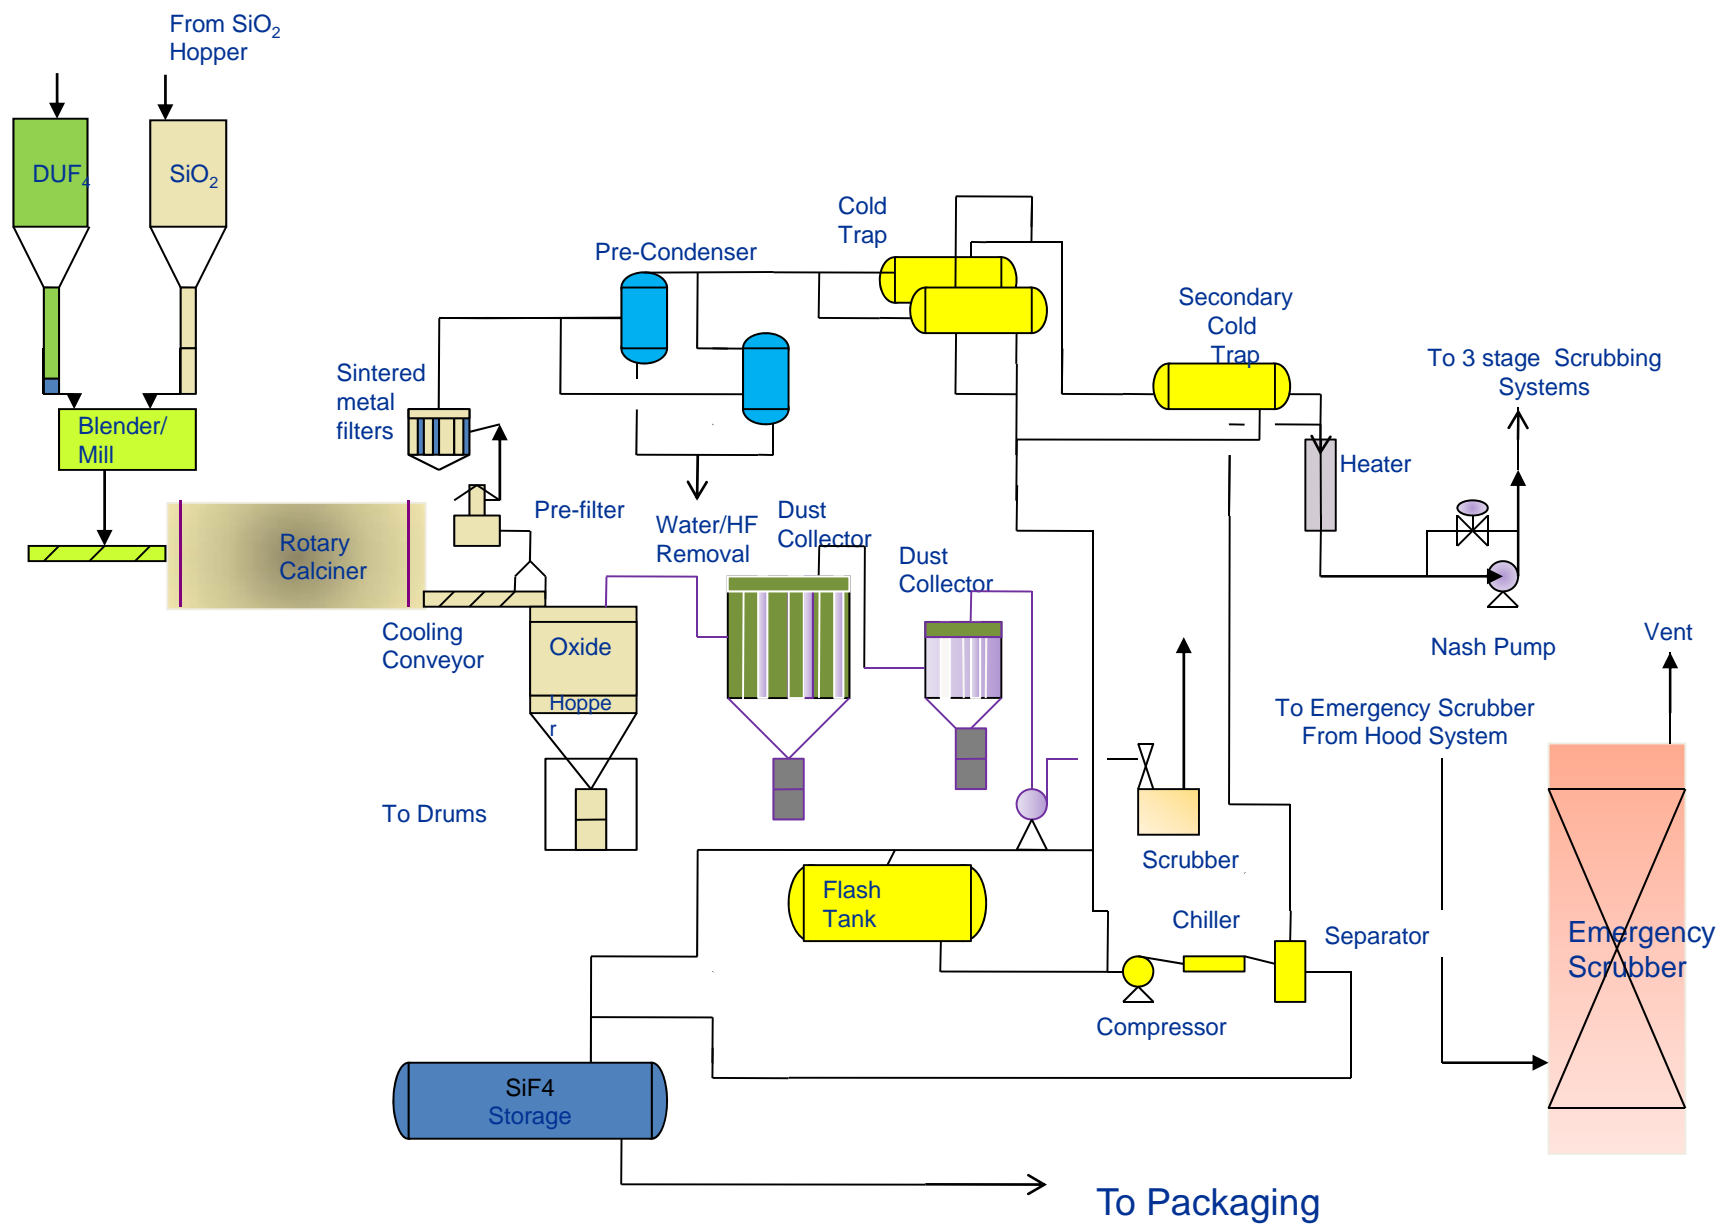 From SiO₂
Hopper
DUF₄
SiO₂
Blender/
Mill
Rotary
Calciner
Cooling
Conveyor
Sintered
metal
filters
Pre-filter
Pre-Condenser
Water/HF
Removal
Cold
Trap
Secondary
Cold
Trap
To 3 stage  Scrubbing
Systems
Heater
Nash Pump
Oxide
Hoppe
r
To Drums
Dust
Collector
Dust
Collector
Scrubber
To Emergency Scrubber
From Hood System
Vent
Emergency
Scrubber
Flash
Tank
Chiller
Separator
Compressor
SiF4
Storage
To Packaging